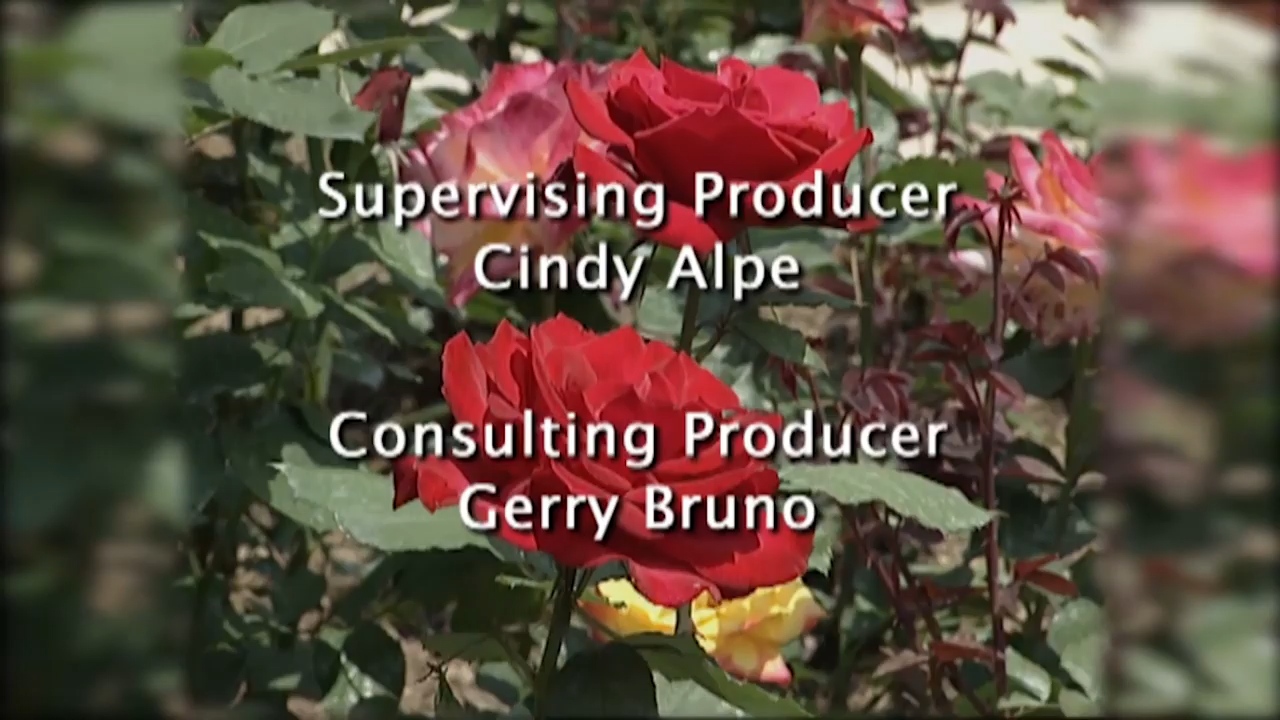 Supervising Producer
Cindy Alpe
Consulting Producer
Gerry Bruno